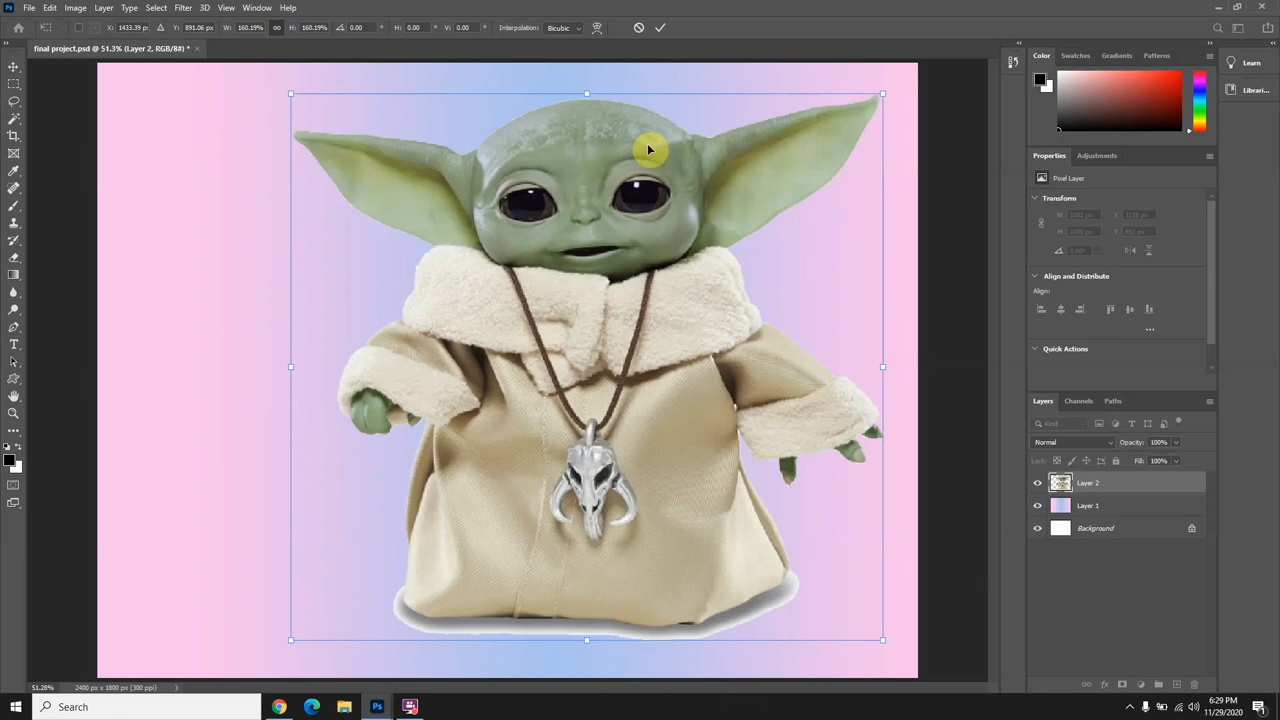 File Edit Image Layer Type Select Filter 3D View Window Help
X: 1433.39 px Y: 891.06 px W: 160.19% H: 160.19% 0.00 ° H: 0.00 ° V: 0.00 ° Interpolation: Bicubic
final project.psd @ 51.3% (Layer 2, RGB/8#) * ×
Color Swatches Gradients Patterns
Learn
Librari...
Properties Adjustments
Pixel Layer
Transform
Align and Distribute
Align:
Quick Actions
Layers Channels Paths
Kind
Normal Opacity: 100%
Lock: Fill: 100%
Layer 2
Layer 1
Background
51.28% 2400 px x 1800 px (300 ppi)
Search
6:29 PM
11/29/2020